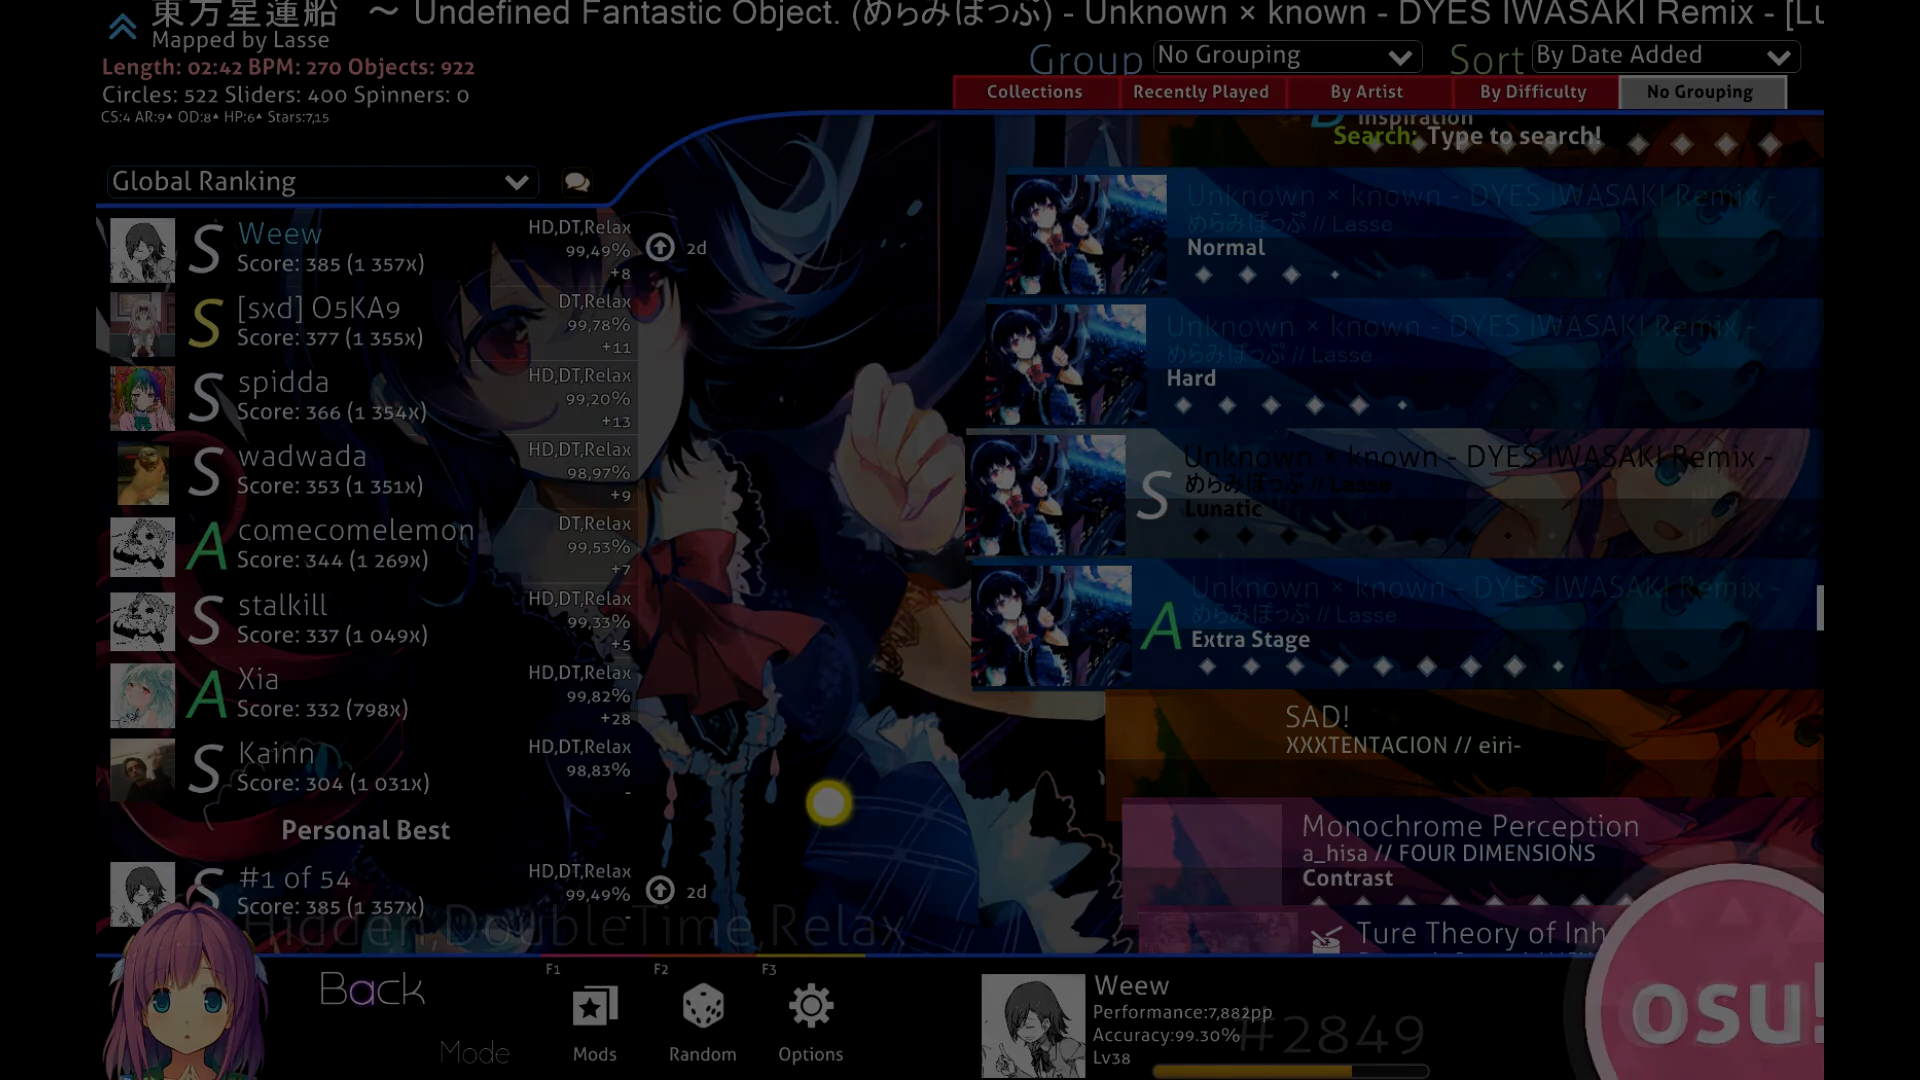 東方星蓮船 ～ Undefined Fantastic Object. (めらみぽっぷ) - Unknown × known - DYES IWASAKI Remix - [Lu
Mapped by Lasse
Length: 02:42 BPM: 270 Objects: 922
Circles: 522 Sliders: 400 Spinners: 0
CS:4 AR:9▲ OD:8▲ HP:6▲ Stars:7,15
Group No Grouping
Sort By Date Added
Collections
Recently Played
By Artist
By Difficulty
No Grouping
Inspiration
Search: Type to search!
Global Ranking
S Weew
Score: 385 (1 357x)
HD,DT,Relax
99,49%
+8
2d
S [sxd] O5KA9
Score: 377 (1 355x)
DT,Relax
99,78%
+11
S spidda
Score: 366 (1 354x)
HD,DT,Relax
99,20%
+13
S wadwada
Score: 353 (1 351x)
HD,DT,Relax
98,97%
+9
A comecomelemon
Score: 344 (1 269x)
DT,Relax
99,53%
+7
S stalkill
Score: 337 (1 049x)
HD,DT,Relax
99,33%
+5
A Xia
Score: 332 (798x)
HD,DT,Relax
99,82%
+28
S Kainn
Score: 304 (1 031x)
HD,DT,Relax
98,83%
-
Personal Best
S #1 of 54
Score: 385 (1 357x)
HD,DT,Relax
99,49%
-
2d
Hidden,DoubleTime,Relax
Unknown × known - DYES IWASAKI Remix -
めらみぽっぷ // Lasse
Normal
Unknown × known - DYES IWASAKI Remix -
めらみぽっぷ // Lasse
Hard
S Unknown × known - DYES IWASAKI Remix -
めらみぽっぷ // Lasse
Lunatic
A Unknown × known - DYES IWASAKI Remix -
めらみぽっぷ // Lasse
Extra Stage
SAD!
XXXTENTACION // eiri-
Monochrome Perception
a_hisa // FOUR DIMENSIONS
Contrast
Ture Theory of Inh
Back
Mode
F1
Mods
F2
Random
F3
Options
Weew
Performance:7,882pp
Accuracy:99.30%
Lv38
#2849
osu!